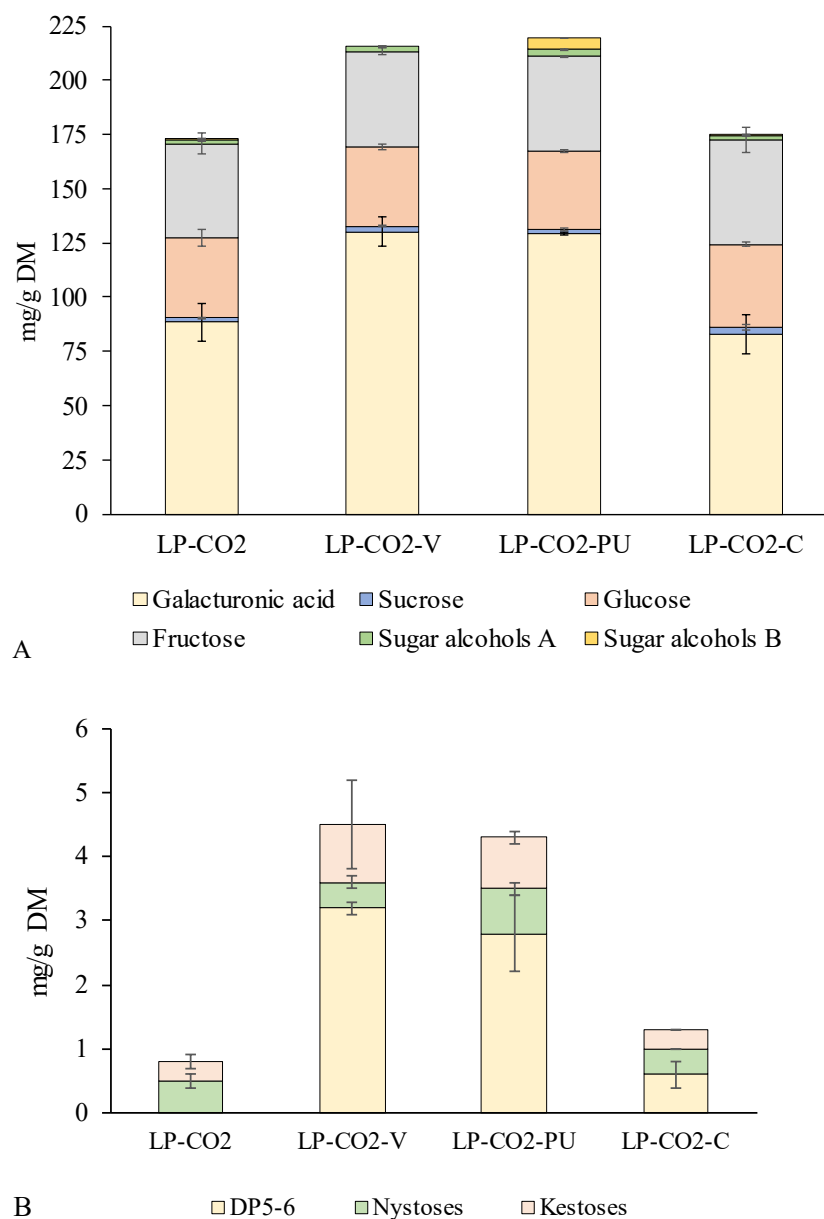 225
200
175
150
125
100
75
50
25
0
mg/g DM
LP-CO2 LP-CO2-V LP-CO2-PU LP-CO2-C
Galacturonic acid Sucrose Glucose
Fructose Sugar alcohols A Sugar alcohols B
A
6
5
4
3
2
1
0
mg/g DM
LP-CO2 LP-CO2-V LP-CO2-PU LP-CO2-C
B DP5-6 Nystoses Kestoses